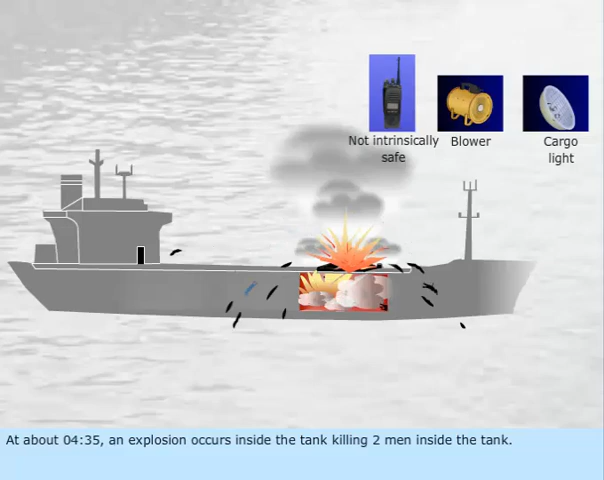 Not intrinsically
safe
Blower
Cargo
light
At about 04:35, an explosion occurs inside the tank killing 2 men inside the tank.